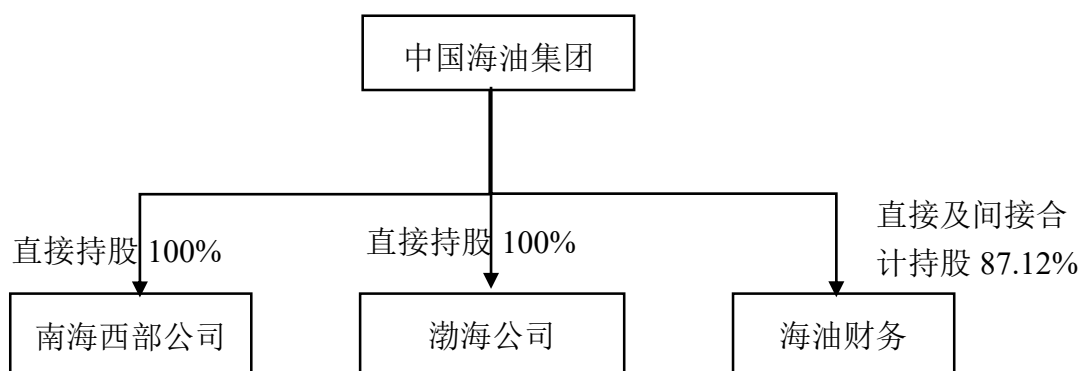 中国海油集团
直接及间接合
计持股 87.12%
直接持股 100%
直接持股 100%
南海西部公司
渤海公司
海油财务